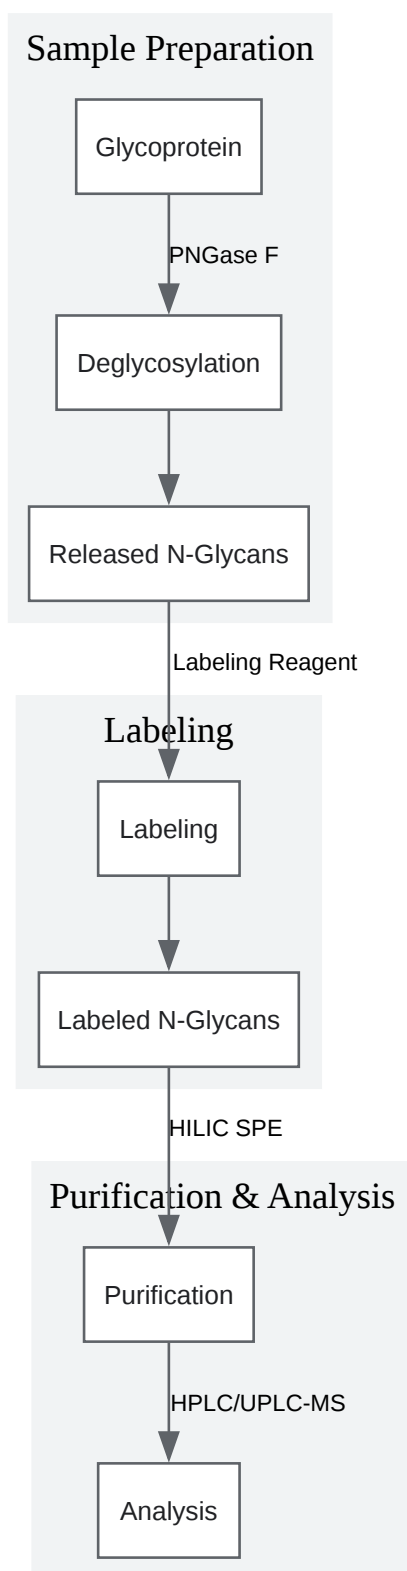 Sample Preparation
Glycoprotein
PNGase F
Deglycosylation
Released N-Glycans
Labeling Reagent
Labeling
Labeling
Labeled N-Glycans
HILIC SPE
Purification & Analysis
Purification
HPLC/UPLC-MS
Analysis